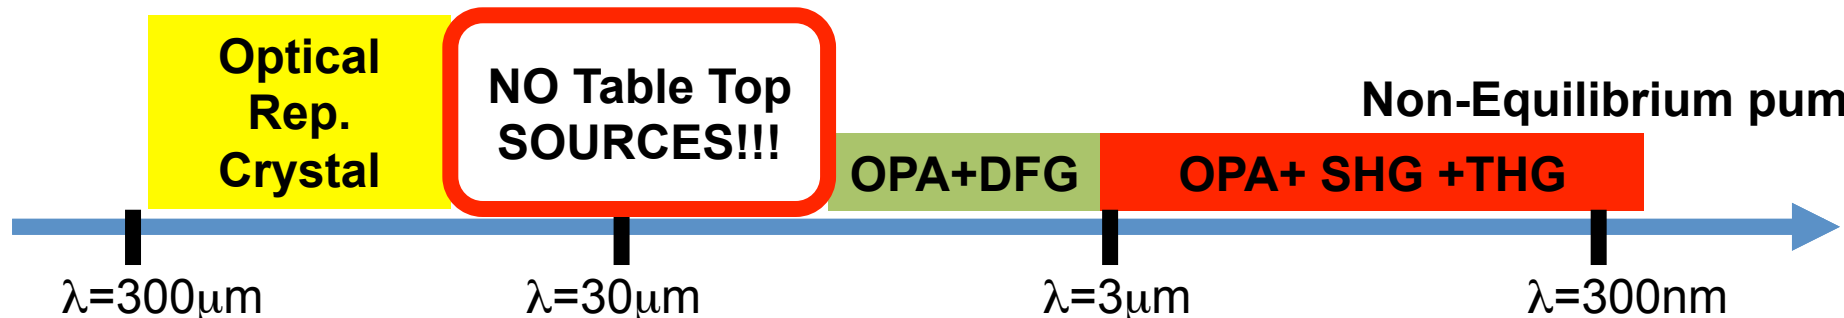 Optical
Rep.
Crystal
NO Table Top
SOURCES!!!
OPA+DFG
Non-Equilibrium pum
OPA+ SHG +THG
λ=300μm
λ=30μm
λ=3μm
λ=300nm